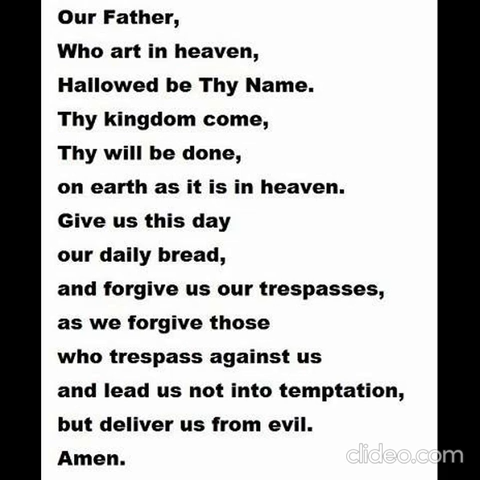 Our Father,
Who art in heaven,
Hallowed be Thy Name.
Thy kingdom come,
Thy will be done,
on earth as it is in heaven.
Give us this day
our daily bread,
and forgive us our trespasses,
as we forgive those
who trespass against us
and lead us not into temptation,
but deliver us from evil.
Amen.
clideo.com